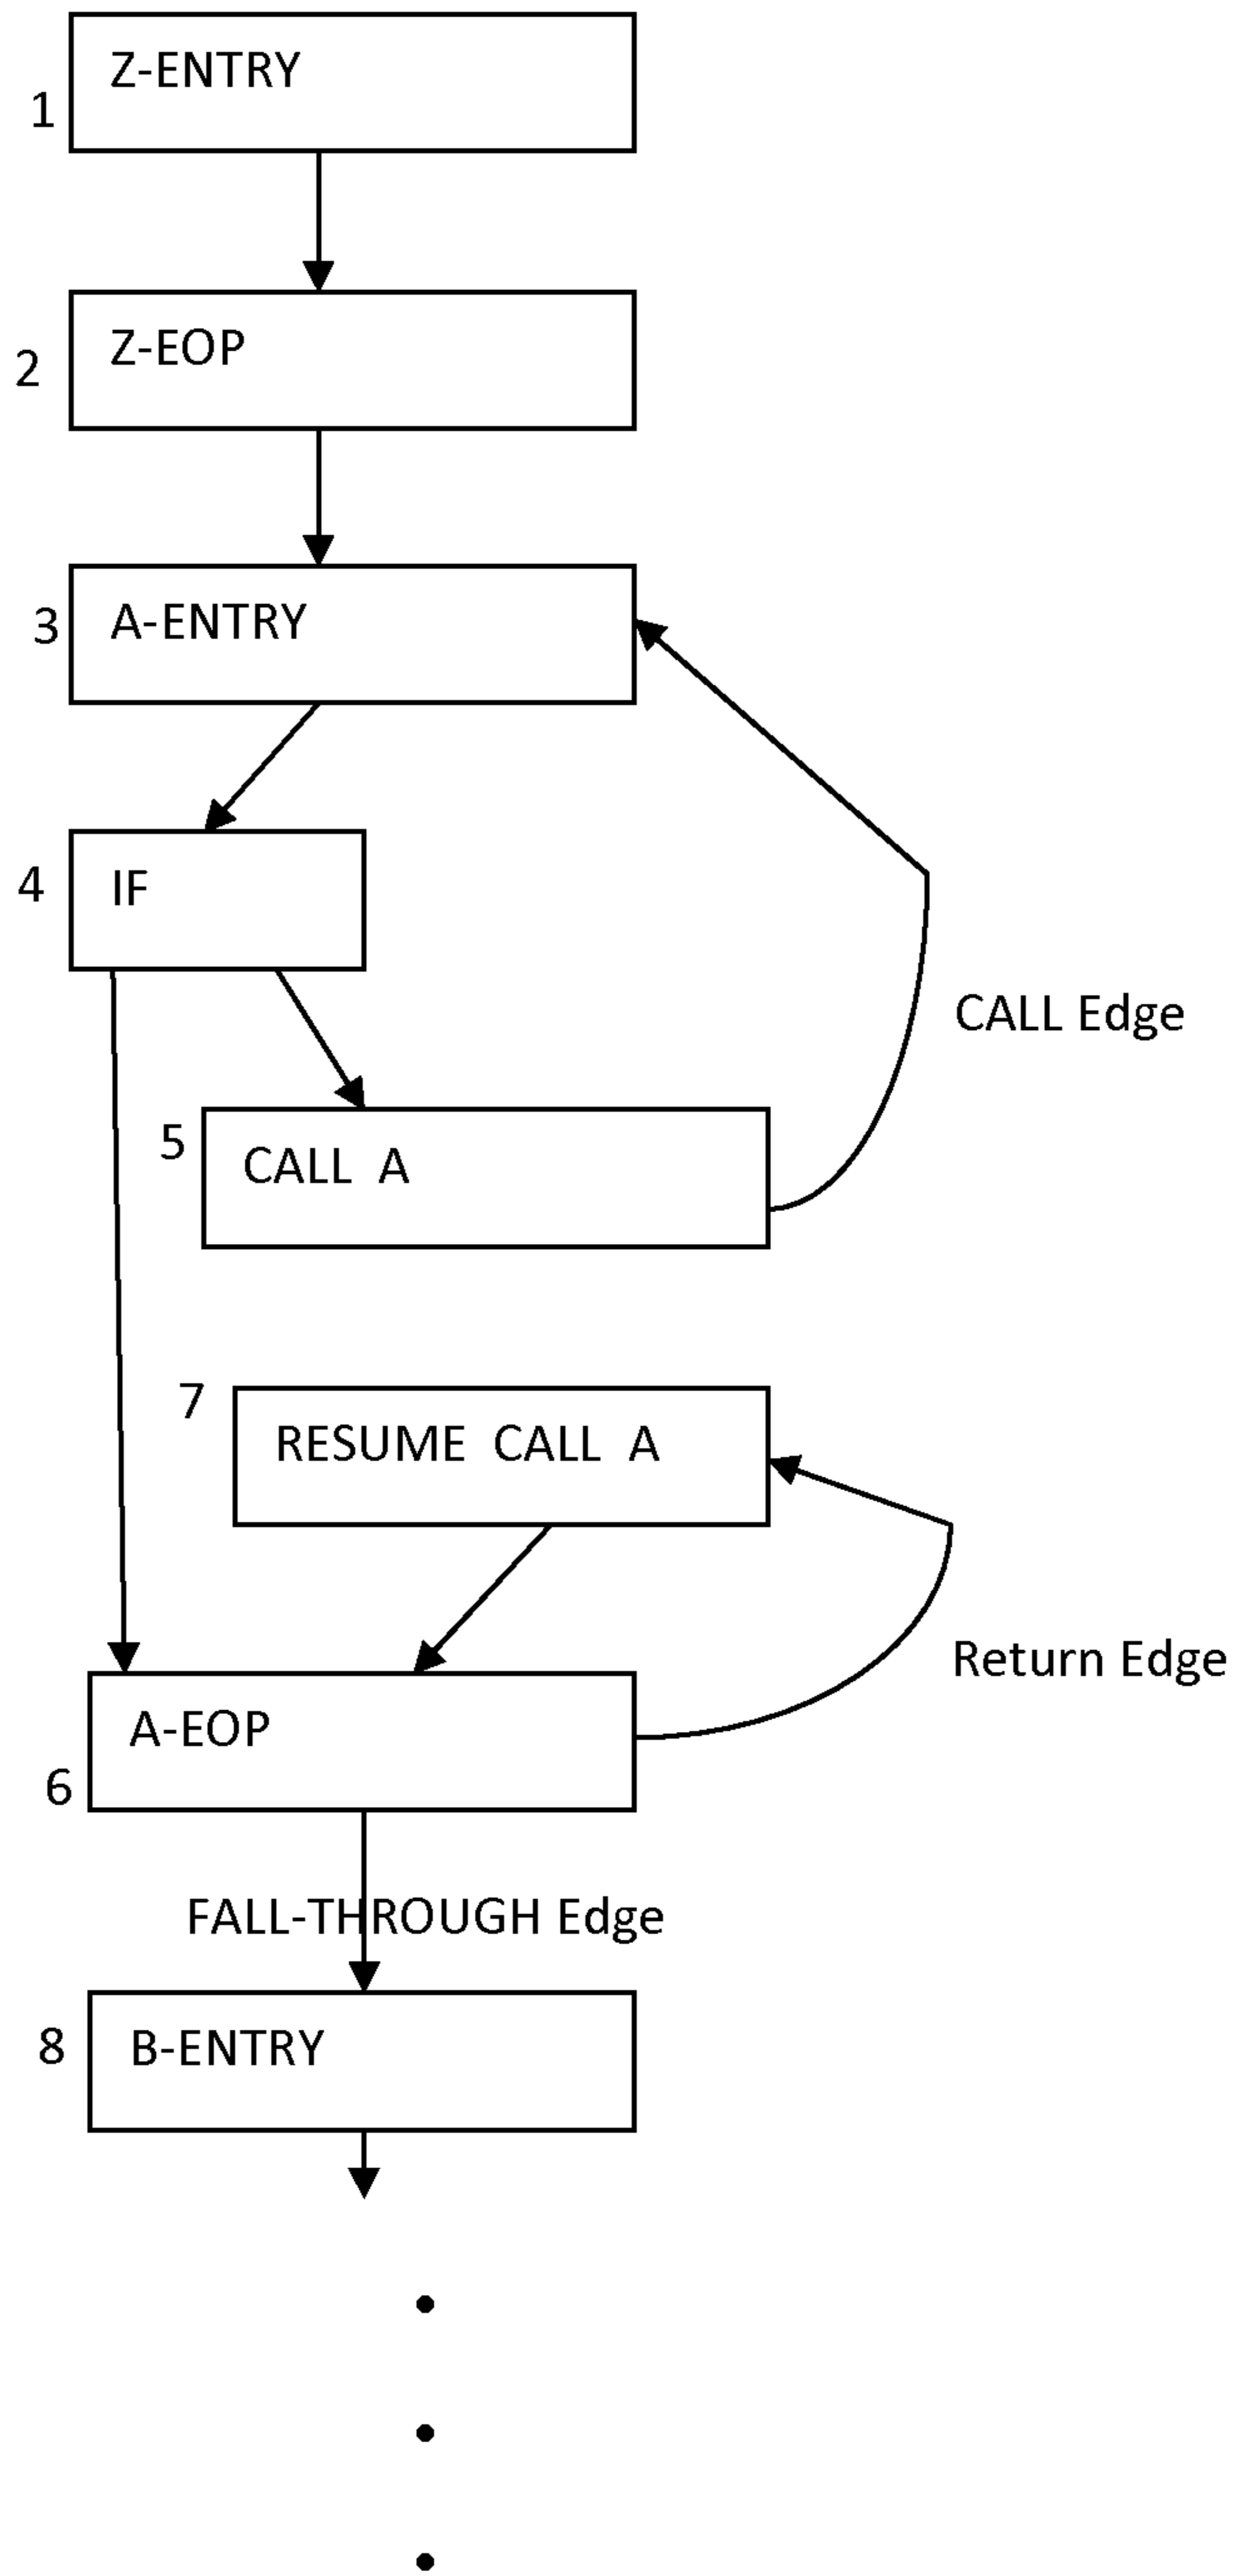 Z-ENTRY
1
Z-EOP
2
A-ENTRY
3
IF
4
CALL Edge
5
CALL A
7
RESUME CALL A
Return Edge
A-EOP
6
FALL-THROUGH Edge
8
B-ENTRY